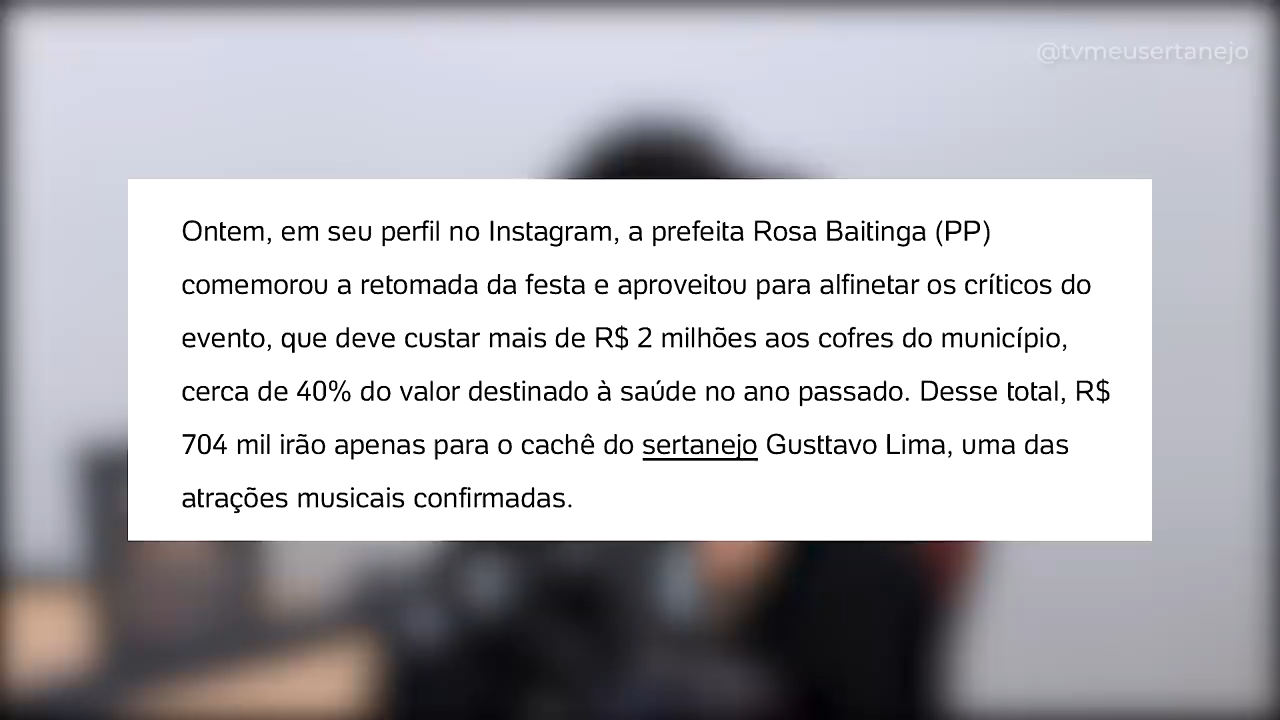 @tvmeusertanejo
Ontem, em seu perfil no Instagram, a prefeita Rosa Baitinga (PP)
comemorou a retomada da festa e aproveitou para alfinetar os críticos do
evento, que deve custar mais de R$ 2 milhões aos cofres do município,
cerca de 40% do valor destinado à saúde no ano passado. Desse total, R$
704 mil irão apenas para o cachê do sertanejo Gusttavo Lima, uma das
atrações musicais confirmadas.